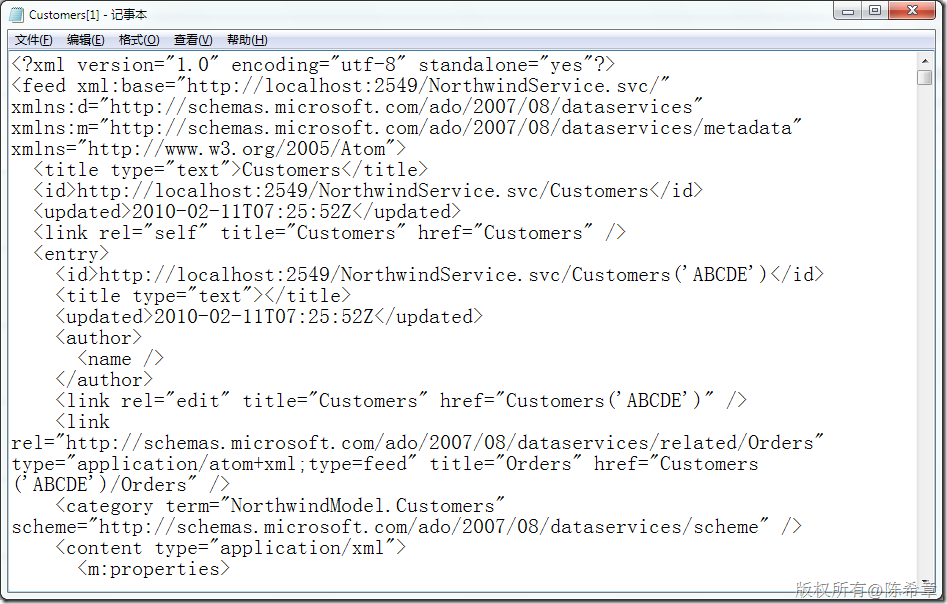 Customers[1] - 记事本
文件(F) 编辑(E) 格式(O) 查看(V) 帮助(H)
<?xml version="1.0" encoding="utf-8" standalone="yes"?>
<feed xml:base="http://localhost:2549/NorthwindService.svc/"
xmlns:d="http://schemas.microsoft.com/ado/2007/08/dataservices"
xmlns:m="http://schemas.microsoft.com/ado/2007/08/dataservices/metadata"
xmlns="http://www.w3.org/2005/Atom">
  <title type="text">Customers</title>
  <id>http://localhost:2549/NorthwindService.svc/Customers</id>
  <updated>2010-02-11T07:25:52Z</updated>
  <link rel="self" title="Customers" href="Customers" />
  <entry>
    <id>http://localhost:2549/NorthwindService.svc/Customers('ABCDE')</id>
    <title type="text"></title>
    <updated>2010-02-11T07:25:52Z</updated>
    <author>
      <name />
    </author>
    <link rel="edit" title="Customers" href="Customers('ABCDE')" />
    <link
rel="http://schemas.microsoft.com/ado/2007/08/dataservices/related/Orders"
type="application/atom+xml;type=feed" title="Orders" href="Customers
('ABCDE')/Orders" />
    <category term="NorthwindModel.Customers"
scheme="http://schemas.microsoft.com/ado/2007/08/dataservices/scheme" />
    <content type="application/xml">
      <m:properties>
版权所有@陈希章